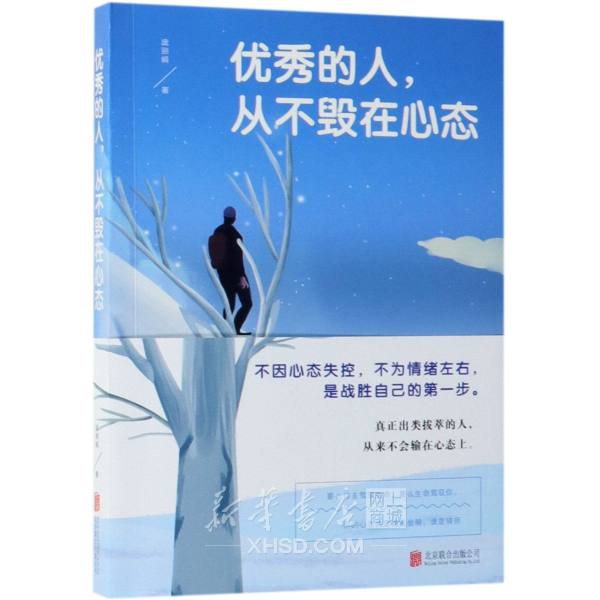 优秀的人，
从不毁在心态
著
优秀的人，从不毁在心态
著
不因心态失控，不为情绪左右，
是战胜自己的第一步。
真正出类拔萃的人，
从来不会输在心态上。
新华书店
网上
商城
XHSD.COM
北京联合出版公司